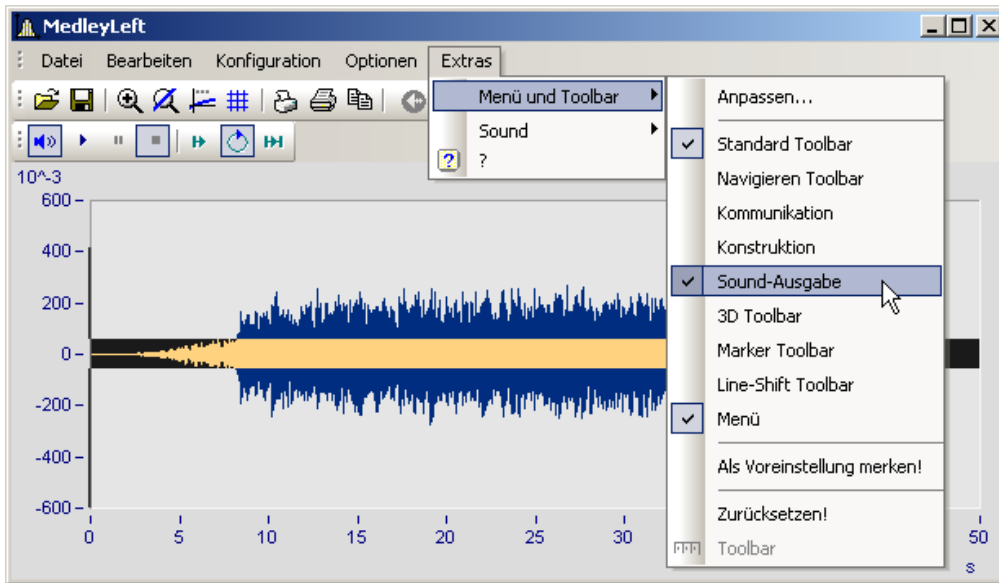 MedleyLeft
Datei Bearbeiten Konfiguration Optionen Extras
Menü und Toolbar
Sound
?
Anpassen...
Standard Toolbar
Navigieren Toolbar
Kommunikation
Konstruktion
Sound-Ausgabe
3D Toolbar
Marker Toolbar
Line-Shift Toolbar
Menü
Als Voreinstellung merken!
Zurücksetzen!
Toolbar
10^-3
600
400
200
0
-200
-400
-600
0 5 10 15 20 25 30 50
s